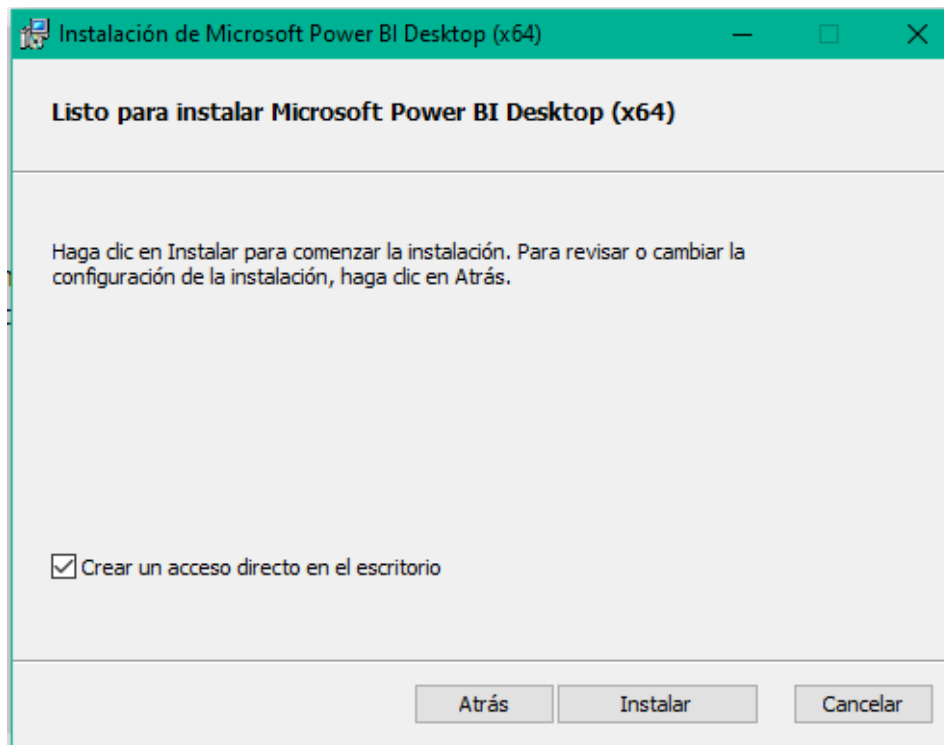 Instalación de Microsoft Power BI Desktop (x64)
Listo para instalar Microsoft Power BI Desktop (x64)
Haga clic en Instalar para comenzar la instalación. Para revisar o cambiar la
configuración de la instalación, haga clic en Atrás.
Crear un acceso directo en el escritorio
Atrás
Instalar
Cancelar